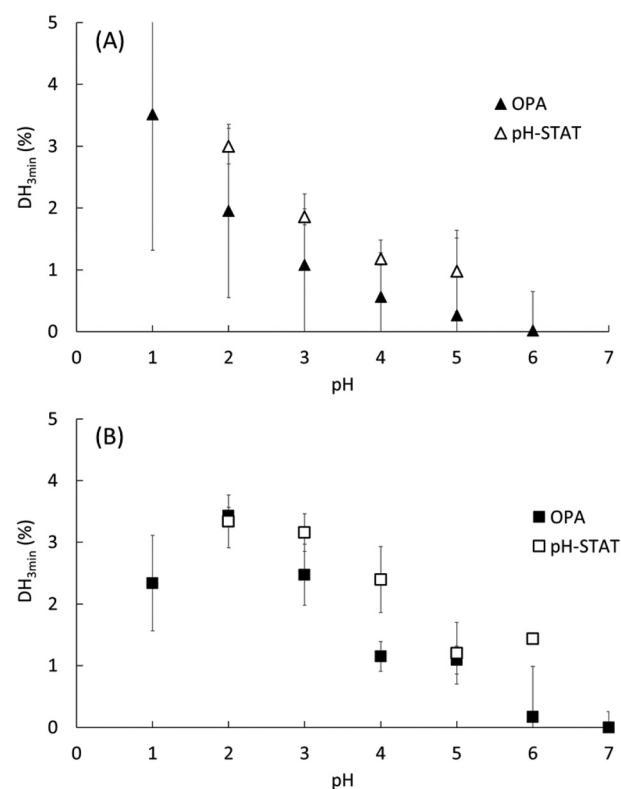 (A)
5
4
3
2
1
0
DH3min (%)
OPA
pH-STAT
0 1 2 3 4 5 6 7
pH
(B)
5
4
3
2
1
0
DH3min (%)
OPA
pH-STAT
0 1 2 3 4 5 6 7
pH